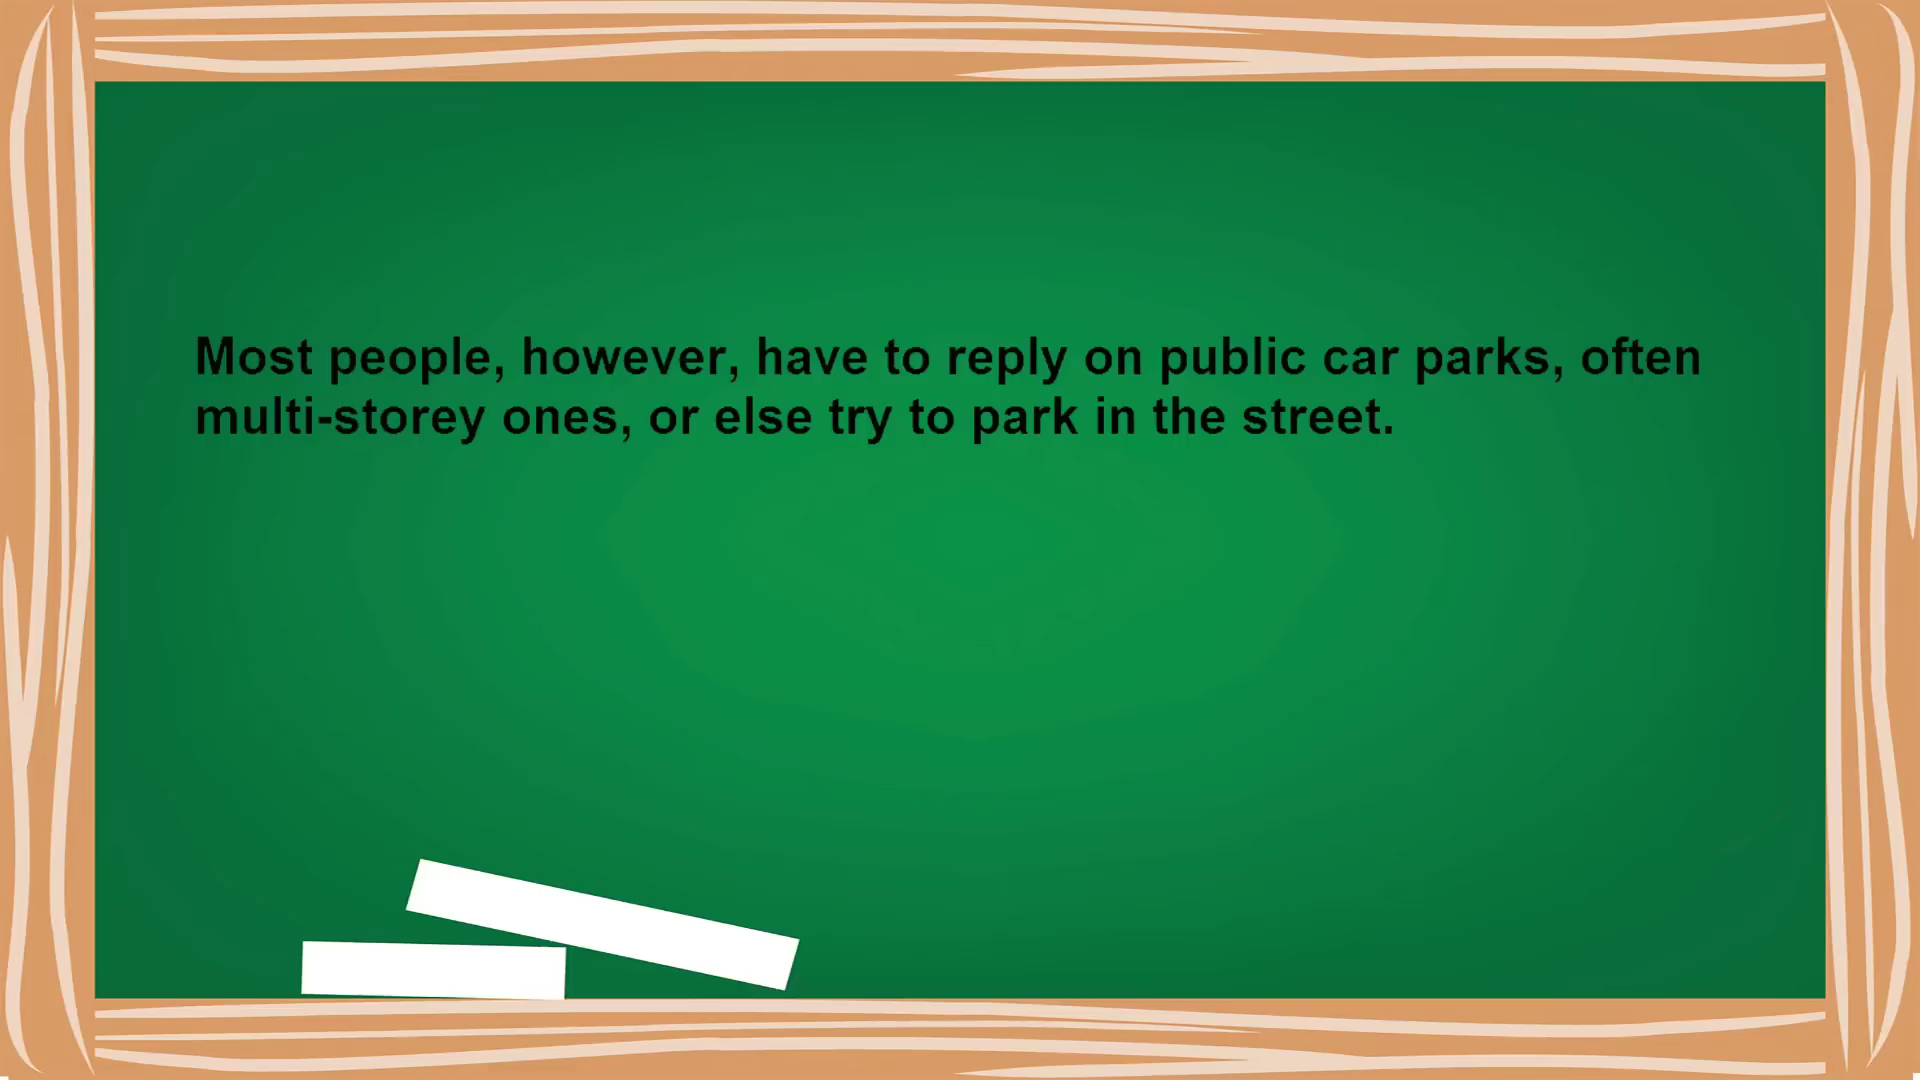 Most people, however, have to reply on public car parks, often
multi-storey ones, or else try to park in the street.